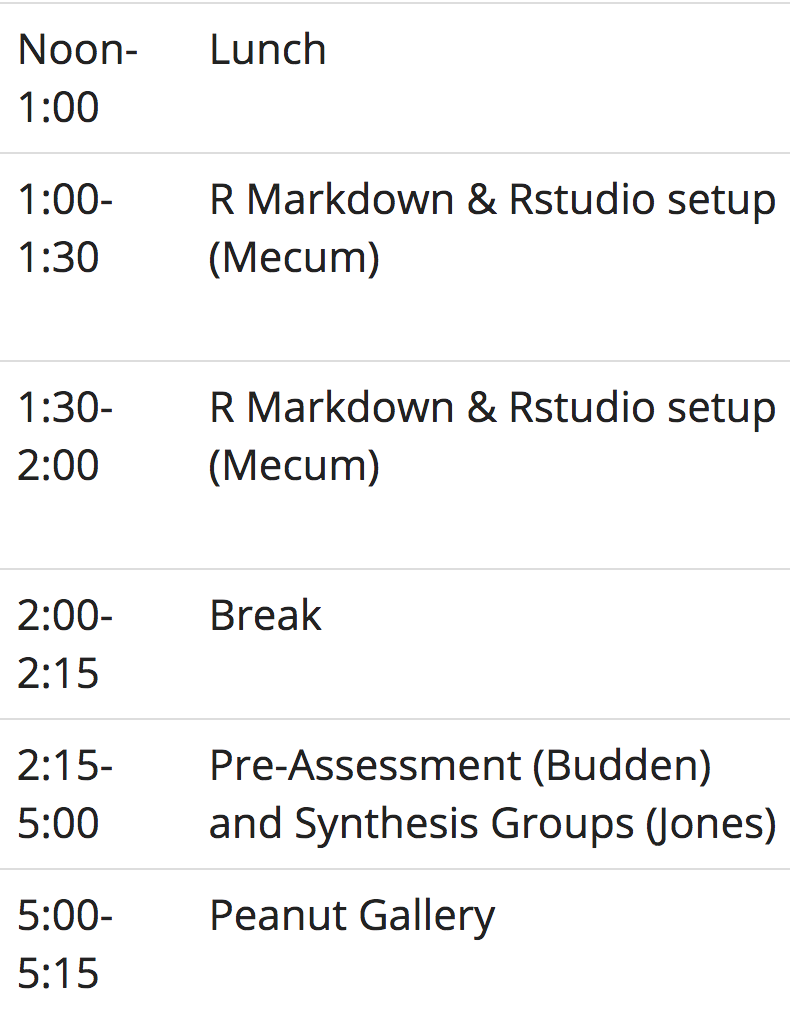 Noon- Lunch
1:00
1:00- R Markdown & Rstudio setup
1:30 (Mecum)
1:30- R Markdown & Rstudio setup
2:00 (Mecum)
2:00- Break
2:15
2:15- Pre-Assessment (Budden)
5:00 and Synthesis Groups (Jones)
5:00- Peanut Gallery
5:15